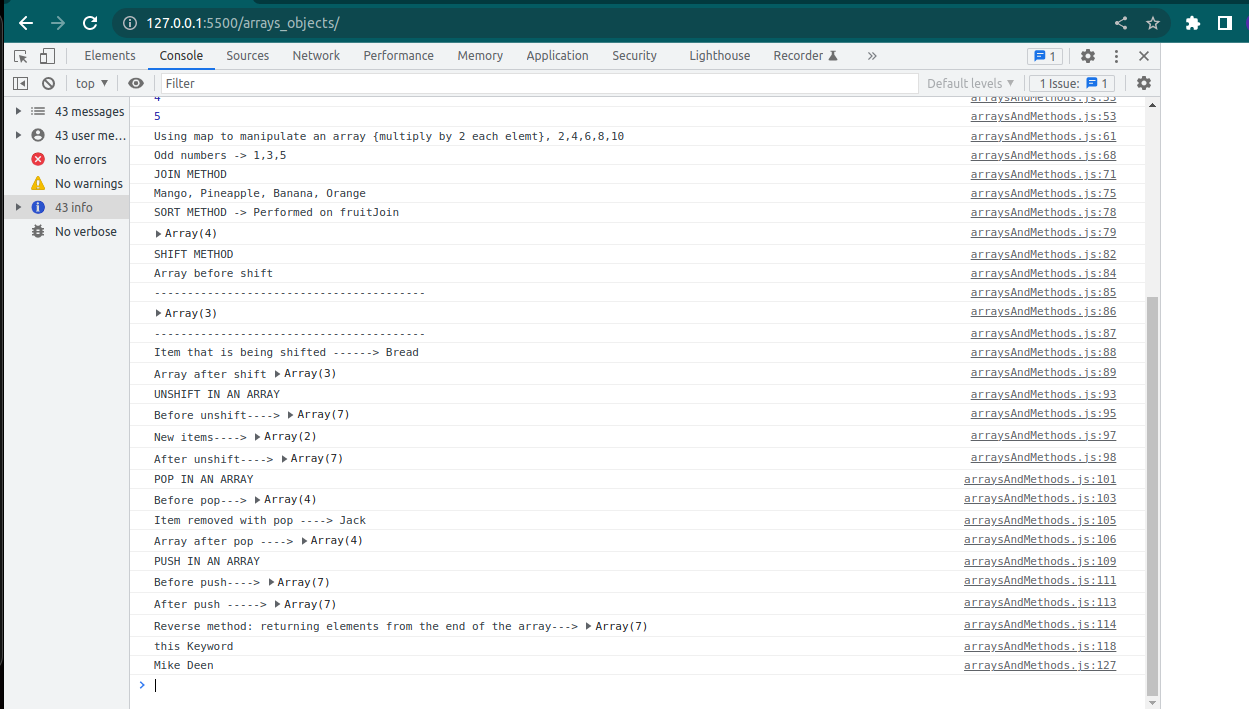 127.0.0.1:5500/arrays_objects/
Elements Console Sources Network Performance Memory Application Security Lighthouse Recorder » 1
top Filter Default levels 1 Issue: 1
43 messages
43 user me...
No errors
No warnings
43 info
No verbose
4 arraysAndMethods.js:53
5 arraysAndMethods.js:53
Using map to manipulate an array {multiply by 2 each elemt}, 2,4,6,8,10 arraysAndMethods.js:61
Odd numbers -> 1,3,5 arraysAndMethods.js:68
JOIN METHOD arraysAndMethods.js:71
Mango, Pineapple, Banana, Orange arraysAndMethods.js:75
SORT METHOD -> Performed on fruitJoin arraysAndMethods.js:78
Array(4) arraysAndMethods.js:79
SHIFT METHOD arraysAndMethods.js:82
Array before shift arraysAndMethods.js:84
----------------------------------------- arraysAndMethods.js:85
Array(3) arraysAndMethods.js:86
----------------------------------------- arraysAndMethods.js:87
Item that is being shifted ------> Bread arraysAndMethods.js:88
Array after shift Array(3) arraysAndMethods.js:89
UNSHIFT IN AN ARRAY arraysAndMethods.js:93
Before unshift----> Array(7) arraysAndMethods.js:95
New items----> Array(2) arraysAndMethods.js:97
After unshift----> Array(7) arraysAndMethods.js:98
POP IN AN ARRAY arraysAndMethods.js:101
Before pop---> Array(4) arraysAndMethods.js:103
Item removed with pop ----> Jack arraysAndMethods.js:105
Array after pop ----> Array(4) arraysAndMethods.js:106
PUSH IN AN ARRAY arraysAndMethods.js:109
Before push----> Array(7) arraysAndMethods.js:111
After push -----> Array(7) arraysAndMethods.js:113
Reverse method: returning elements from the end of the array---> Array(7) arraysAndMethods.js:114
this Keyword arraysAndMethods.js:118
Mike Deen arraysAndMethods.js:127
>